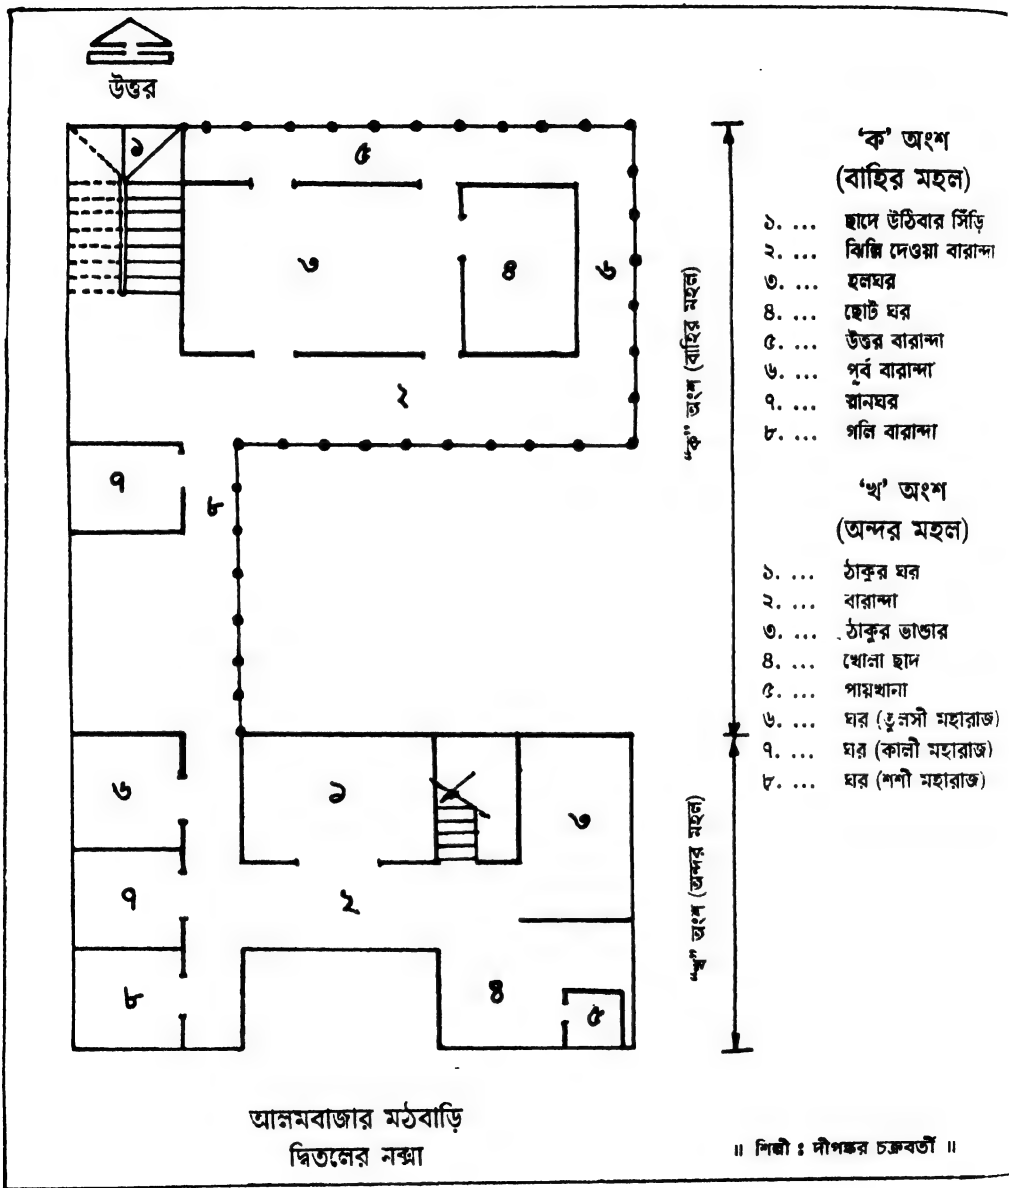 উত্তর
১
৫
৩
৪
৬
২
৭
৮
"ক" অংশ (বাহির মহল)
'ক' অংশ
(বাহির মহল)
১. ... ছাদে উঠিবার সিঁড়ি
২. ... ঝিল্লি দেওয়া বারান্দা
৩. ... হলঘর
৪. ... ছোট ঘর
৫. ... উত্তর বারান্দা
৬. ... পূর্ব বারান্দা
৭. ... স্নানঘর
৮. ... গলি বারান্দা
'খ' অংশ
(অন্দর মহল)
১. ... ঠাকুর ঘর
২. ... বারান্দা
৩. ... ঠাকুর ভাণ্ডার
৪. ... খোলা ছাদ
৫. ... পায়খানা
৬. ... ঘর (তুলসী মহারাজ)
৭. ... ঘর (কালী মহারাজ)
৮. ... ঘর (শশী মহারাজ)
৬
১
৩
৭
২
৮
৪
৫
"খ" অংশ (অন্দর মহল)
আলমবাজার মঠবাড়ি
দ্বিতলের নক্সা
॥ শিল্পী : দীপঙ্কর চক্রবর্তী ॥